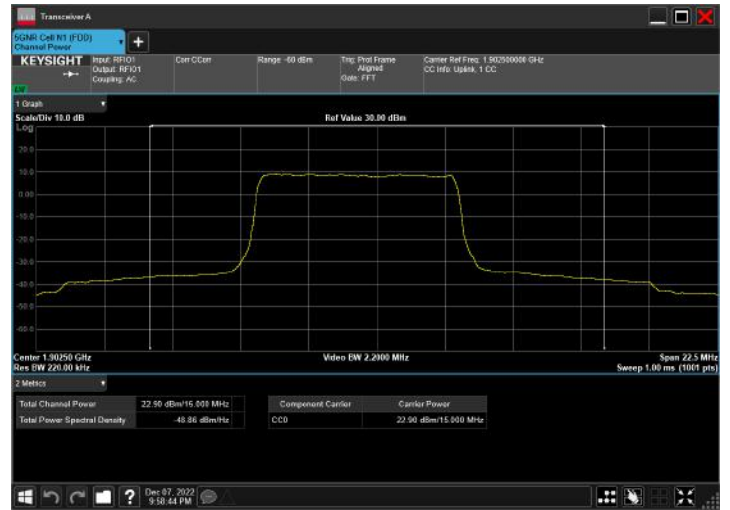 Transceiver A
5GNR Cell N1 (FDD)
Channel Power
KEYSIGHT
Input: RFIO1
Output: RFIO1
Coupling: AC
Corr CCorr
Range -60 dBm
Trig: Prot Frame
Aligned
Gate: FFT
Carrier Ref Freq: 1.902500000 GHz
CC Info: Uplink, 1 CC
1 Graph
Scale/Div 10.0 dB
Ref Value 30.00 dBm
Log
20.0
10.0
0.00
-10.0
-20.0
-30.0
-40.0
-50.0
-60.0
Center 1.90250 GHz
Video BW 2.2000 MHz
Span 22.5 MHz
Res BW 220.00 kHz
Sweep 1.00 ms (1001 pts)
2 Metrics
Total Channel Power 22.90 dBm/15.000 MHz
Total Power Spectral Density -48.86 dBm/Hz
Component Carrier Carrier Power
CC0 22.90 dBm/15.000 MHz
?
Dec 07, 2022
9:58:44 PM